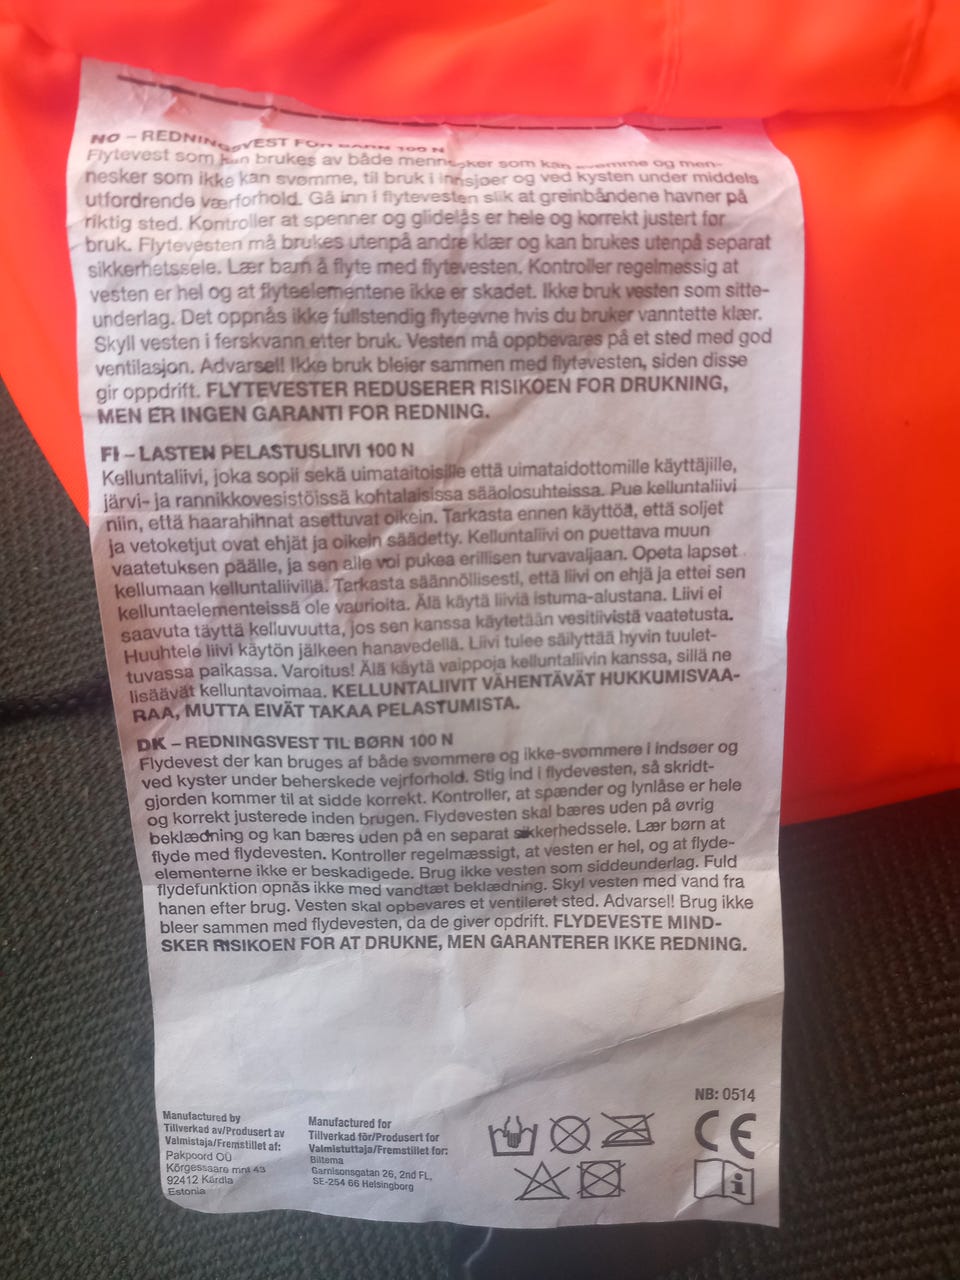 NO – REDNINGSVEST FOR BARN 100 N
Flytevest som kan brukes av både mennesker som kan svømme og men-
nesker som ikke kan svømme, til bruk i innsjøer og ved kysten under middels
utfordrende værforhold. Gå inn i flytevesten slik at greinbåndene havner på
riktig sted. Kontroller at spenner og glidelås er hele og korrekt justert før
bruk. Flytevesten må brukes utenpå andre klær og kan brukes utenpå separat
sikkerhetssele. Lær barn å flyte med flytevesten. Kontroller regelmessig at
vesten er hel og at flyteelementene ikke er skadet. Ikke bruk vesten som sitte-
underlag. Det oppnås ikke fullstendig flyteevne hvis du bruker vanntette klær.
Skyll vesten i ferskvann etter bruk. Vesten må oppbevares på et sted med god
ventilasjon. Advarsel! Ikke bruk bleier sammen med flytevesten, siden disse
gir oppdrift. FLYTEVESTER REDUSERER RISIKOEN FOR DRUKNING,
MEN ER INGEN GARANTI FOR REDNING.
FI – LASTEN PELASTUSLIIVI 100 N
Kelluntaliivi, joka sopii sekä uimataitoisille että uimataidottomille käyttäjille,
järvi- ja rannikkovesistöissä kohtalaisissa sääolosuhteissa. Pue kelluntaliivi
niin, että haarahihnat asettuvat oikein. Tarkasta ennen käyttöä, että soljet
ja vetoketjut ovat ehjät ja oikein säädetty. Kelluntaliivi on puettava muun
vaatetuksen päälle, ja sen alle voi pukea erillisen turvavaljaan. Opeta lapset
kellumaan kelluntaliivillä. Tarkasta säännöllisesti, että liivi on ehjä ja ettei sen
kelluntaelementeissä ole vaurioita. Älä käytä liiviä istuma-alustana. Liivi ei
saavuta täyttä kelluvuutta, jos sen kanssa käytetään vesitiivistä vaatetusta.
Huuhtele liivi käytön jälkeen hanavedellä. Liivi tulee säilyttää hyvin tuulet-
tuvassa paikassa. Varoitus! Älä käytä vaippoja kelluntaliivin kanssa, sillä ne
lisäävät kelluntavoimaa. KELLUNTALIIVIT VÄHENTÄVÄT HUKKUMISVAA-
RAA, MUTTA EIVÄT TAKAA PELASTUMISTA.
DK – REDNINGSVEST TIL BØRN 100 N
Flydevest der kan bruges af både svømmere og ikke-svømmere i indsøer og
ved kyster under beherskede vejrforhold. Stig ind i flydevesten, så skridt-
gjorden kommer til at sidde korrekt. Kontroller, at spænder og lynlåse er hele
og korrekt justerede inden brugen. Flydevesten skal bæres uden på øvrig
beklædning og kan bæres uden på en separat sikkerhedssele. Lær børn at
flyde med flydevesten. Kontroller regelmæssigt, at vesten er hel, og at flyde-
elementerne ikke er beskadigede. Brug ikke vesten som siddeunderlag. Fuld
flydefunktion opnås ikke med vandtæt beklædning. Skyl vesten med vand fra
hanen efter brug. Vesten skal opbevares et ventileret sted. Advarsel! Brug ikke
bleer sammen med flydevesten, da de giver opdrift. FLYDEVESTE MIND-
SKER RISIKOEN FOR AT DRUKNE, MEN GARANTERER IKKE REDNING.
Manufactured by
Tillverkad av/Produsert av
Valmistaja/Fremstillet af:
Pakpoord OÜ
Kõrgessaare mnt 43
92412 Kärdla
Estonia
Manufactured for
Tillverkad för/Produsert for
Valmistuttaja/Fremstillet for:
Biltema
Garnisonsgatan 26, 2nd FL,
SE-254 66 Helsingborg
NB: 0514
CE
i